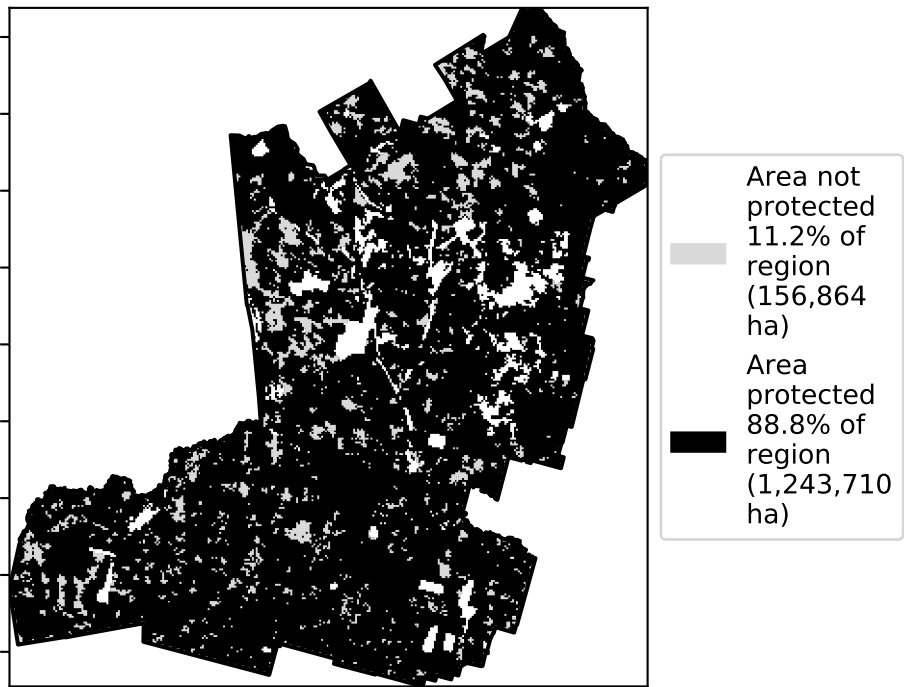 Area not
protected
11.2% of
region
(156,864
ha)
Area
protected
88.8% of
region
(1,243,710
ha)